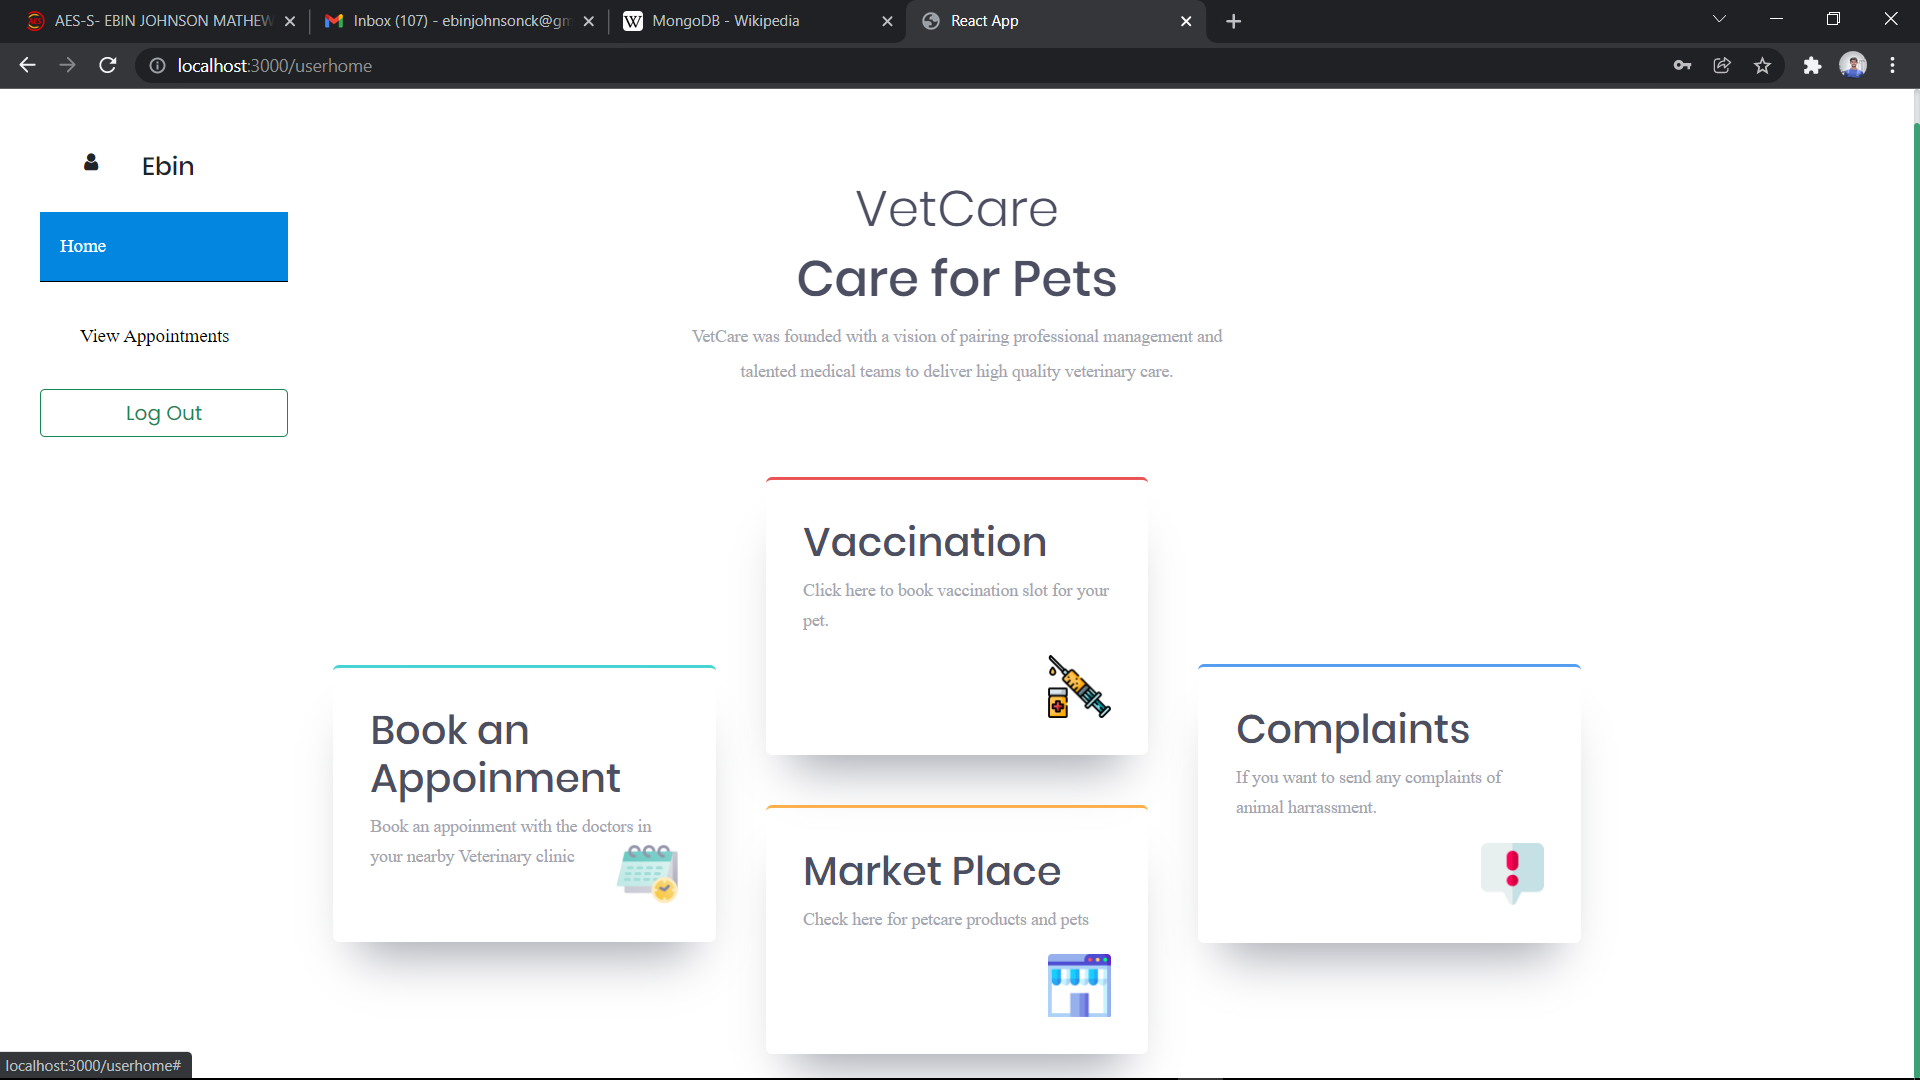 AES-S- EBIN JOHNSON MATHEW
Inbox (107) - ebinjohnsonck@gm
W MongoDB - Wikipedia
React App
localhost:3000/userhome
Ebin
Home
View Appointments
Log Out
VetCare
Care for Pets
VetCare was founded with a vision of pairing professional management and
talented medical teams to deliver high quality veterinary care.
Vaccination
Click here to book vaccination slot for your
pet.
Book an
Appoinment
Book an appoinment with the doctors in
your nearby Veterinary clinic
Market Place
Check here for petcare products and pets
Complaints
If you want to send any complaints of
animal harrassment.
localhost:3000/userhome#